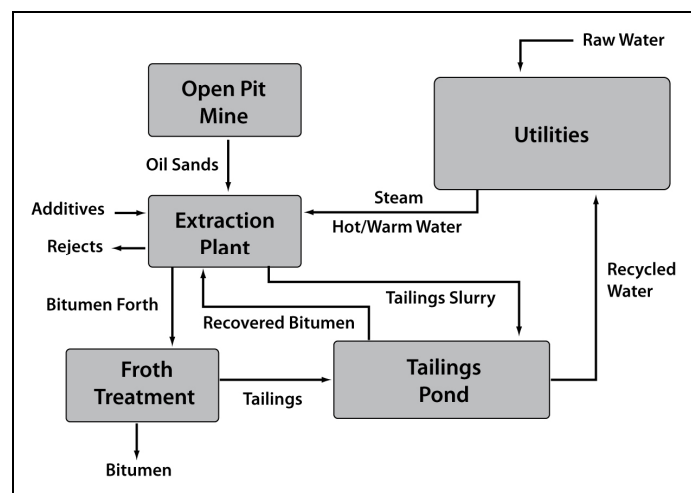 Raw Water
Open Pit
Mine
Utilities
Oil Sands
Steam
Hot/Warm Water
Additives
Extraction
Plant
Rejects
Recycled
Water
Bitumen Forth
Recovered Bitumen
Tailings Slurry
Froth
Treatment
Tailings
Tailings
Pond
Bitumen